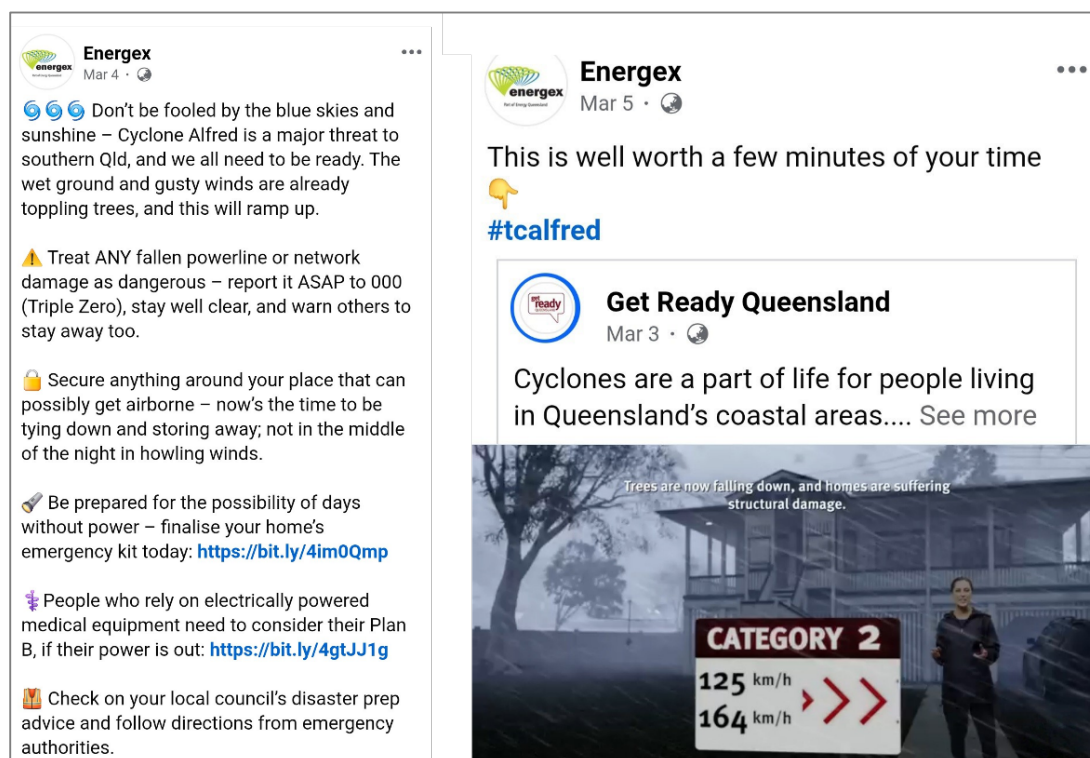 energex
Energex
Mar 4 ·
Don't be fooled by the blue skies and
sunshine – Cyclone Alfred is a major threat to
southern Qld, and we all need to be ready. The
wet ground and gusty winds are already
toppling trees, and this will ramp up.
Treat ANY fallen powerline or network
damage as dangerous – report it ASAP to 000
(Triple Zero), stay well clear, and warn others to
stay away too.
Secure anything around your place that can
possibly get airborne – now's the time to be
tying down and storing away; not in the middle
of the night in howling winds.
Be prepared for the possibility of days
without power – finalise your home's
emergency kit today: https://bit.ly/4im0Qmp
People who rely on electrically powered
medical equipment need to consider their Plan
B, if their power is out: https://bit.ly/4gtJJ1g
Check on your local council's disaster prep
advice and follow directions from emergency
authorities.
energex
Part of Energy Queensland
Energex
Mar 5 ·
This is well worth a few minutes of your time
#tcalfred
get
ready
QUEENSLAND
Get Ready Queensland
Mar 3 ·
Cyclones are a part of life for people living
in Queensland's coastal areas.... See more
Trees are now falling down, and homes are suffering
structural damage.
CATEGORY 2
125 km/h
164 km/h